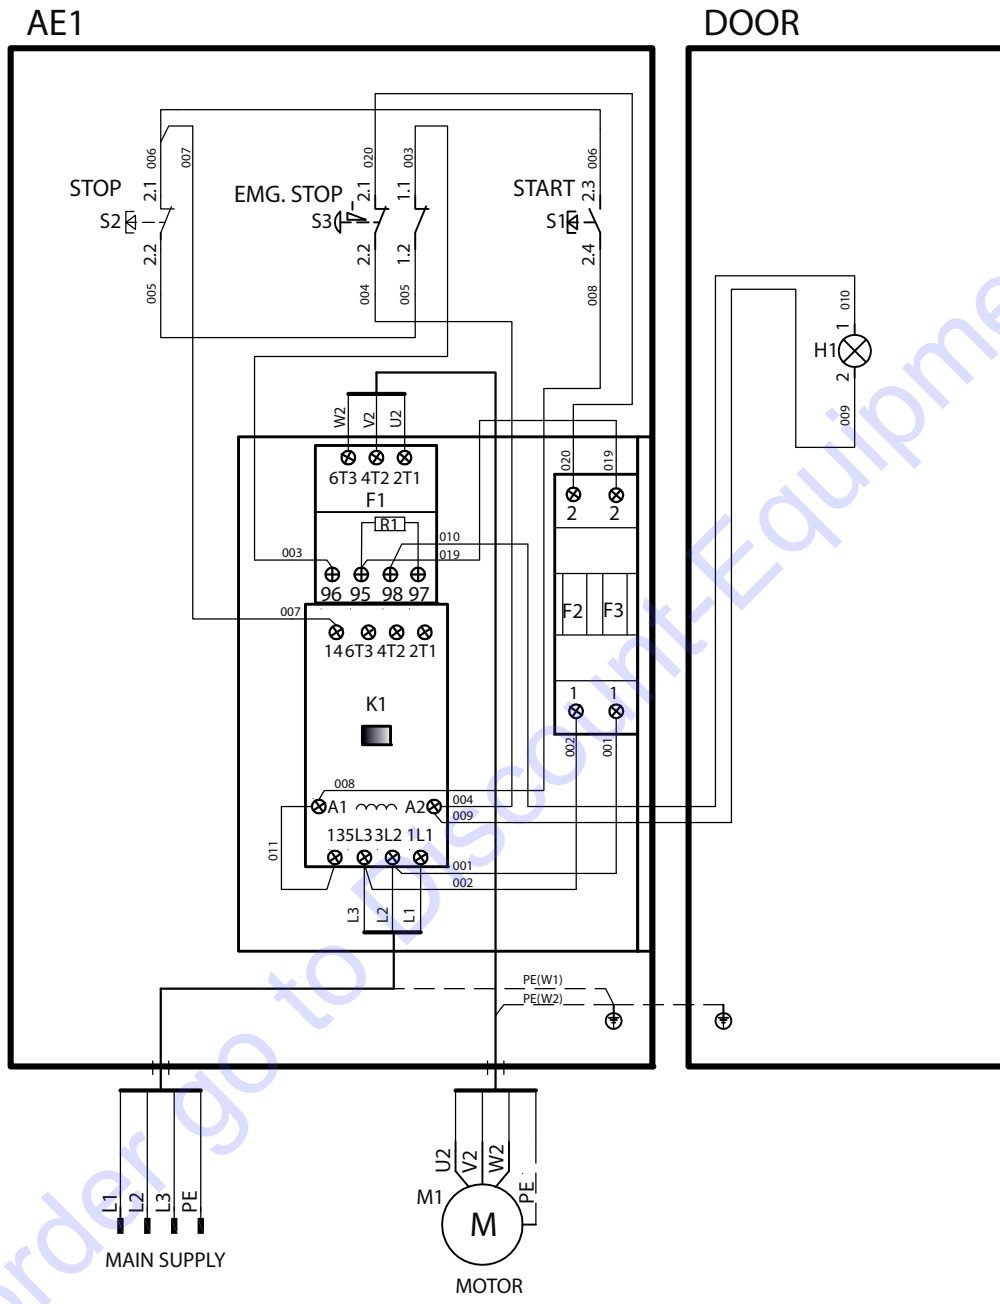 AE1
DOOR
006
007
020
003
006
STOP
2.1
EMG. STOP
2.1
1.1
START
2.3
S2
S3
S1
2.2
2.2
1.2
2.4
005
004
005
008
010
1
H1
2
009
W2
V2
U2
020
019
6T3 4T2 2T1
F1
2
2
R1
010
003
019
96 95 98 97
F2
F3
007
14 6T3 4T2 2T1
K1
1
1
002
001
008
A1
A2
004
009
13 5L3 3L2 1L1
011
001
002
L3
L2
L1
PE(W1)
PE(W2)
U2
V2
W2
L1
L2
L3
PE
M1
PE
M
MAIN SUPPLY
MOTOR
order go to Discount-Equipme